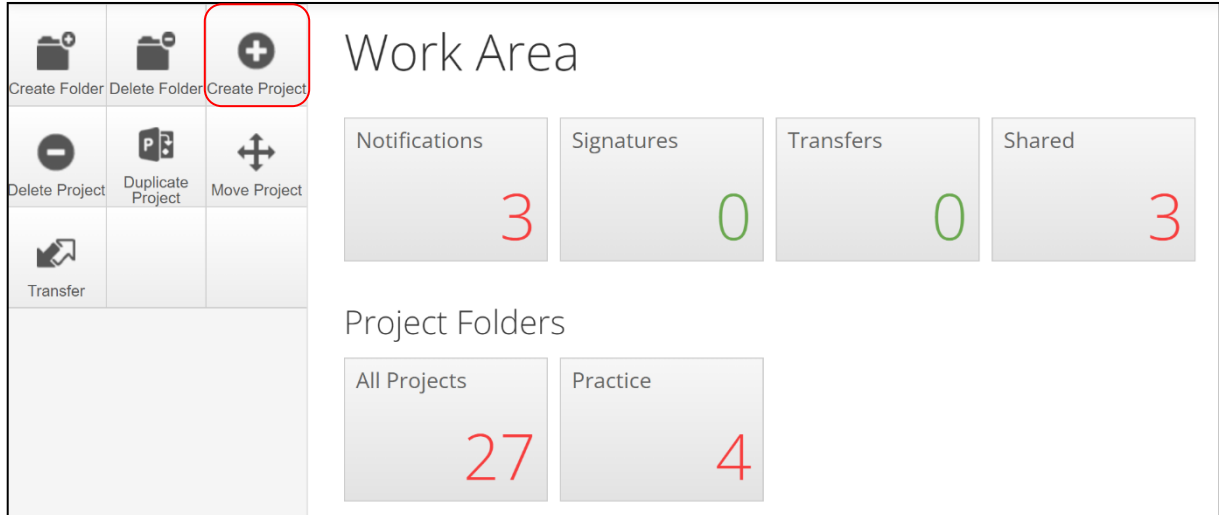 Create Folder
Delete Folder
Create Project
Delete Project
Duplicate
Project
Move Project
Transfer
Work Area
Notifications
3
Signatures
0
Transfers
0
Shared
3
Project Folders
All Projects
27
Practice
4